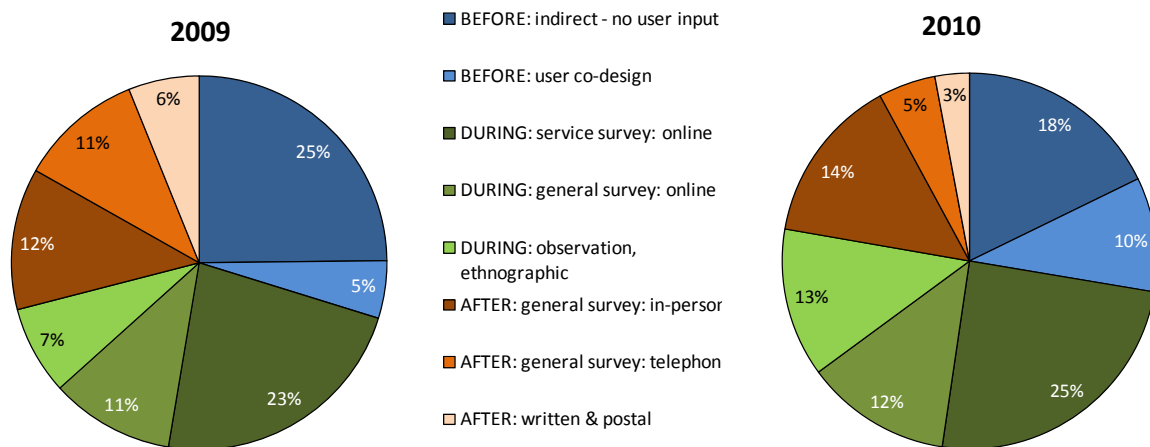 2009
6%
25%
11%
12%
5%
7%
11%
23%
BEFORE: indirect - no user input
BEFORE: user co-design
DURING: service survey: online
DURING: general survey: online
DURING: observation,
ethnographic
AFTER: general survey: in-person
AFTER: general survey: telephon
AFTER: written & postal
2010
3%
5%
18%
14%
10%
13%
12%
25%